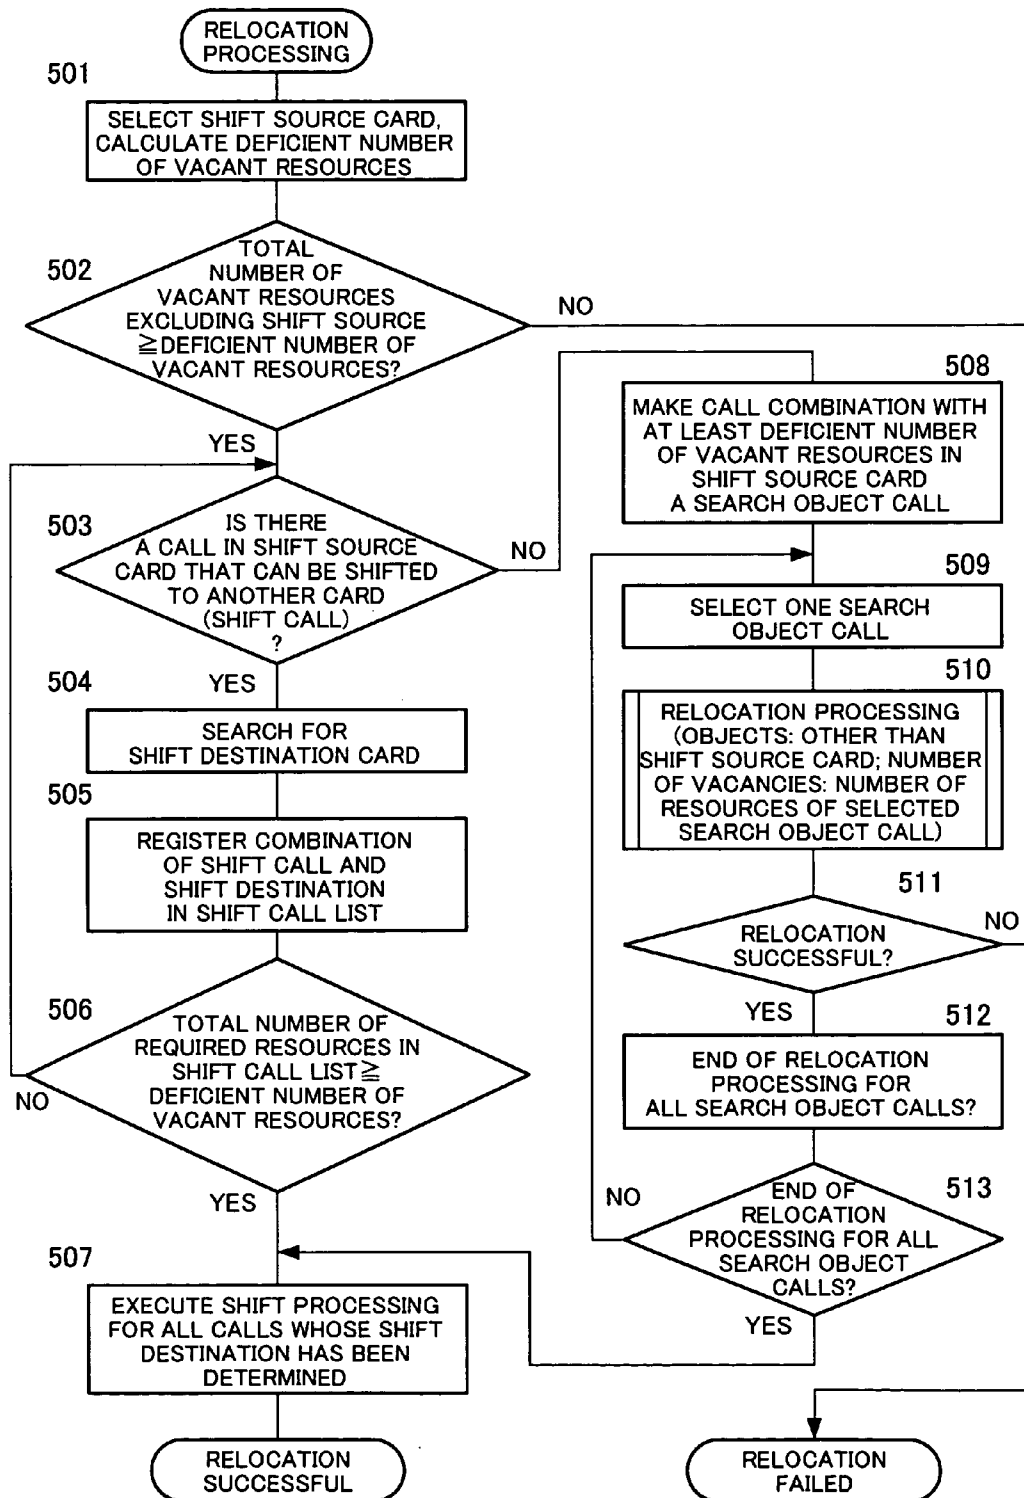 RELOCATION
PROCESSING
501
SELECT SHIFT SOURCE CARD,
CALCULATE DEFICIENT NUMBER
OF VACANT RESOURCES
502
TOTAL
NUMBER OF
VACANT RESOURCES
EXCLUDING SHIFT SOURCE
≧DEFICIENT NUMBER OF
VACANT RESOURCES?
NO
YES
503
IS THERE
A CALL IN SHIFT SOURCE
CARD THAT CAN BE SHIFTED
TO ANOTHER CARD
(SHIFT CALL)
?
NO
YES
504
SEARCH FOR
SHIFT DESTINATION CARD
505
REGISTER COMBINATION
OF SHIFT CALL AND
SHIFT DESTINATION
IN SHIFT CALL LIST
506
TOTAL NUMBER OF
REQUIRED RESOURCES IN
SHIFT CALL LIST≧
DEFICIENT NUMBER OF
VACANT RESOURCES?
NO
YES
507
EXECUTE SHIFT PROCESSING
FOR ALL CALLS WHOSE SHIFT
DESTINATION HAS BEEN
DETERMINED
RELOCATION
SUCCESSFUL
508
MAKE CALL COMBINATION WITH
AT LEAST DEFICIENT NUMBER
OF VACANT RESOURCES IN
SHIFT SOURCE CARD
A SEARCH OBJECT CALL
509
SELECT ONE SEARCH
OBJECT CALL
510
RELOCATION PROCESSING
(OBJECTS: OTHER THAN
SHIFT SOURCE CARD; NUMBER
OF VACANCIES: NUMBER OF
RESOURCES OF SELECTED
SEARCH OBJECT CALL)
511
RELOCATION
SUCCESSFUL?
NO
YES
512
END OF RELOCATION
PROCESSING FOR
ALL SEARCH OBJECT CALLS?
513
END OF
RELOCATION
PROCESSING FOR ALL
SEARCH OBJECT
CALLS?
NO
YES
RELOCATION
FAILED